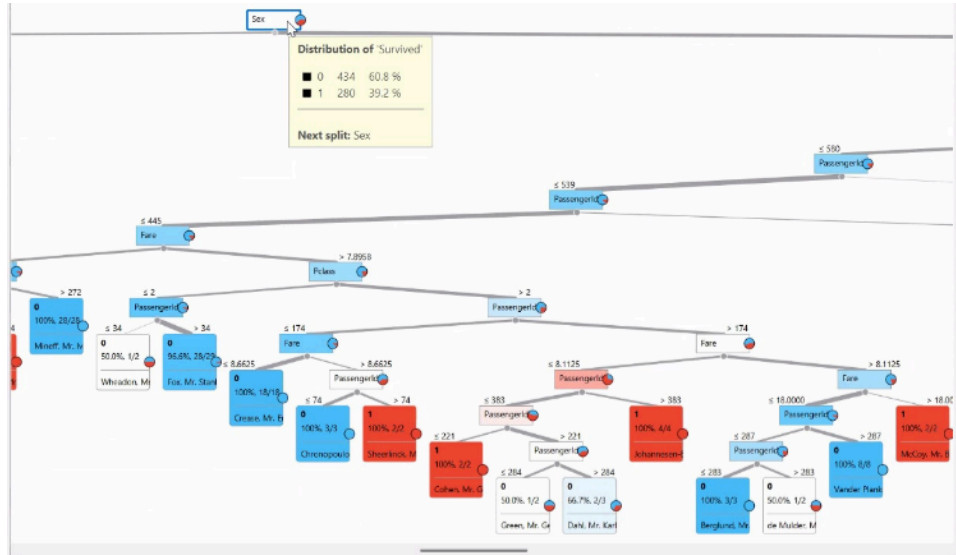 Sex
Distribution of 'Survived'
0 434 60.8 %
1 280 39.2 %
Next split: Sex
≤ 580
PassengerId
≤ 539
PassengerId
≤ 445
Fare
> 7.8958
Pclass
> 272
≤ 2
> 2
0
100%, 28/28
PassengerId
PassengerId
≤ 34
> 34
≤ 174
> 174
0
50.0%, 1/2
Wheadon, M
0
96.6%, 28/29
Fox, Mr. Stanl
Fare
Fare
≤ 8.6625
> 8.6625
≤ 8.1125
> 8.1125
0
100%, 18/18
PassengerId
PassengerId
Fare
≤ 74
> 74
≤ 383
> 383
≤ 18.0000
> 18.00
0
100%, 3/3
Chronopoulo
1
100%, 2/2
Sheerlinck, M
PassengerId
1
100%, 4/4
Johannesen-
PassengerId
1
100%, 2/2
McCoy, Mr. B
≤ 221
> 221
≤ 287
> 287
1
100%, 2/2
Cohen, Mr. G
PassengerId
PassengerId
0
100%, 8/8
Vander Plank
≤ 284
> 284
≤ 283
> 283
0
50.0%, 1/2
Green, Mr. Ge
0
66.7%, 2/3
Dahl, Mr. Karl
0
100%, 3/3
Berglund, Mr.
0
50.0%, 1/2
de Mulder, M